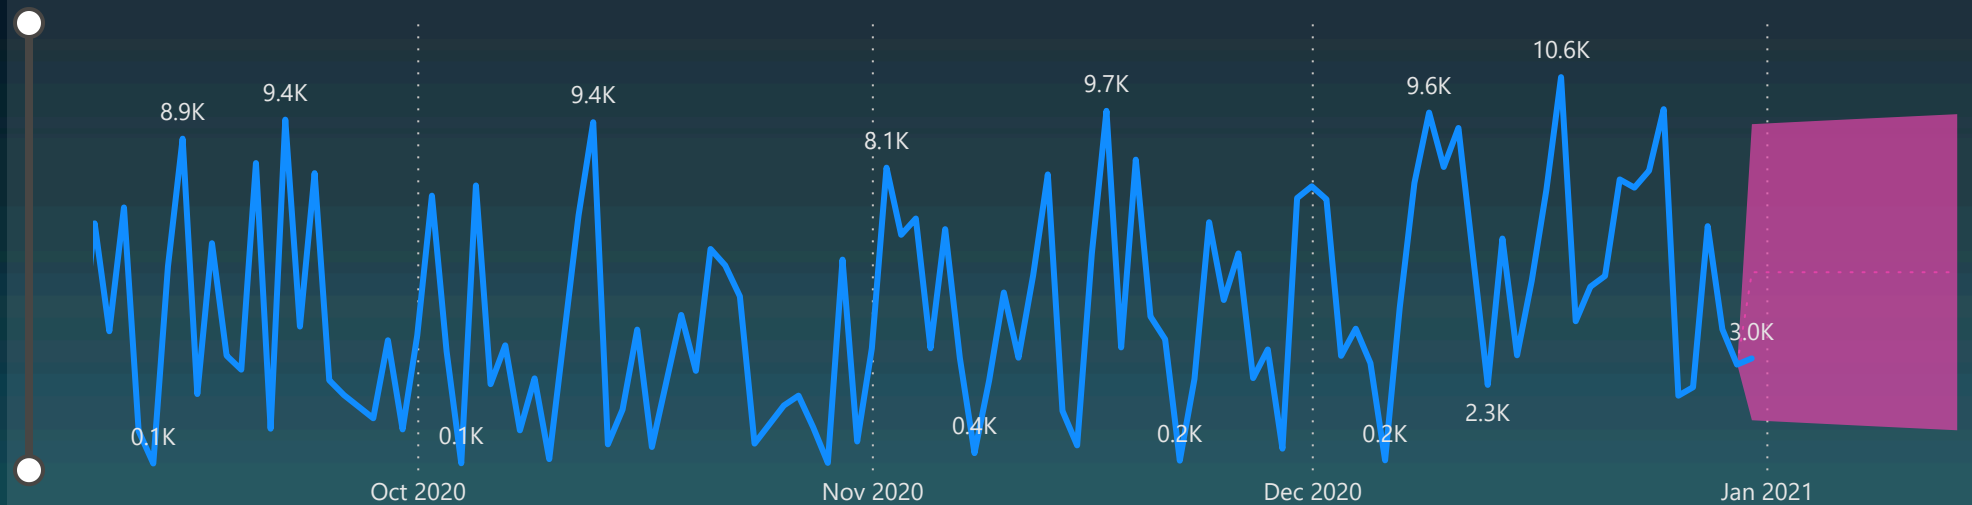 8.9K
9.4K
9.4K
8.1K
9.7K
9.6K
10.6K
0.1K
0.1K
0.4K
0.2K
0.2K
2.3K
3.0K
Oct 2020
Nov 2020
Dec 2020
Jan 2021